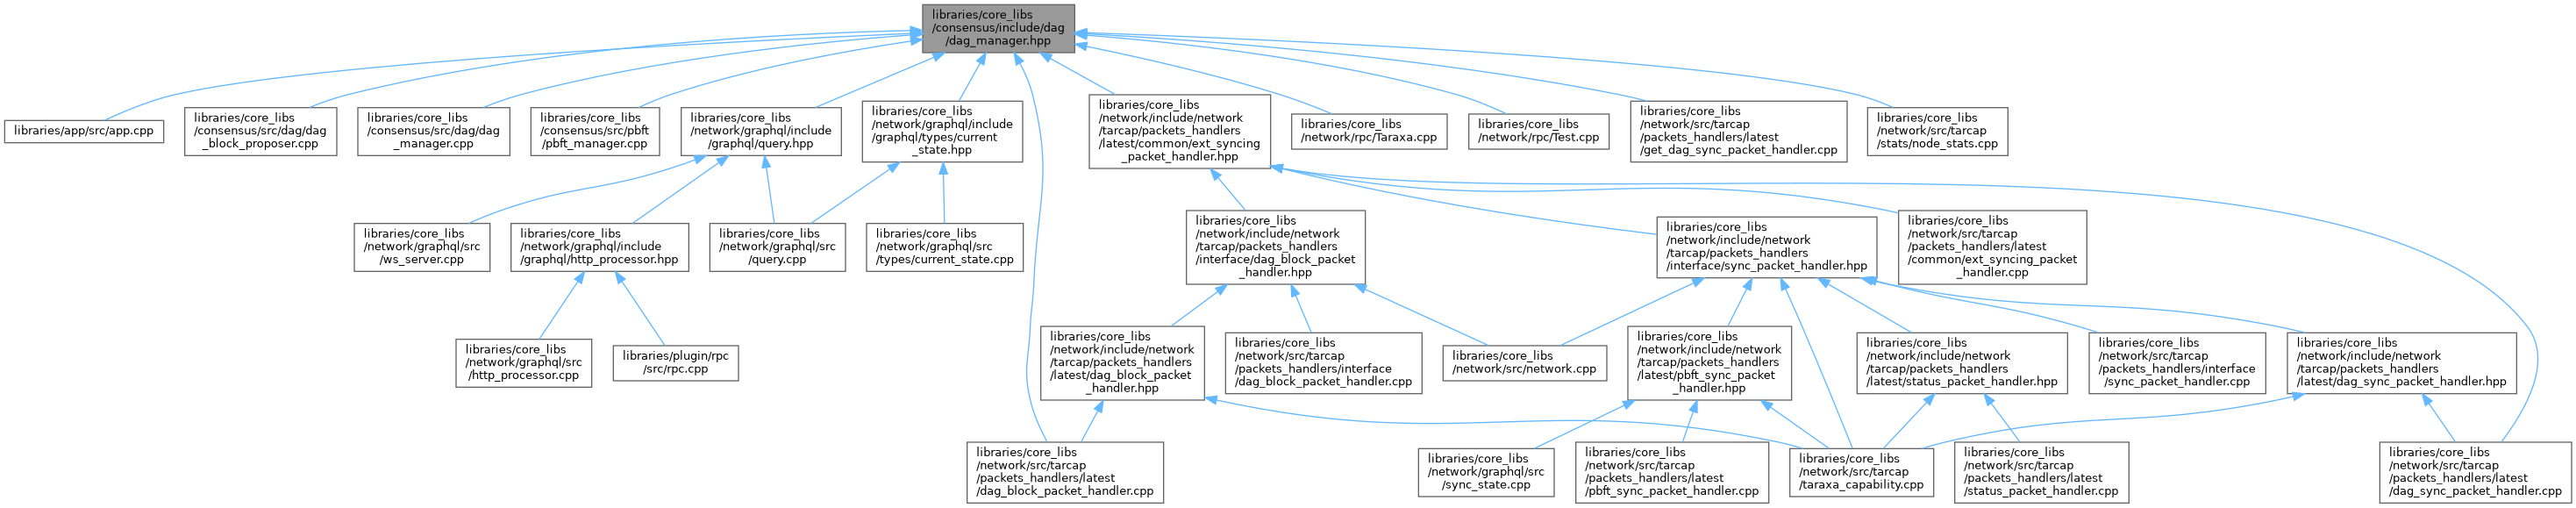 libraries/core_libs
/consensus/include/dag
/dag_manager.hpp
libraries/app/src/app.cpp
libraries/core_libs
/consensus/src/dag/dag
_block_proposer.cpp
libraries/core_libs
/consensus/src/dag/dag
_manager.cpp
libraries/core_libs
/consensus/src/pbft
/pbft_manager.cpp
libraries/core_libs
/network/graphql/include
/graphql/query.hpp
libraries/core_libs
/network/graphql/include
/graphql/types/current
_state.hpp
libraries/core_libs
/network/include/network
/tarcap/packets_handlers
/latest/common/ext_syncing
_packet_handler.hpp
libraries/core_libs
/network/rpc/Taraxa.cpp
libraries/core_libs
/network/rpc/Test.cpp
libraries/core_libs
/network/src/tarcap
/packets_handlers/latest
/get_dag_sync_packet_handler.cpp
libraries/core_libs
/network/src/tarcap
/stats/node_stats.cpp
libraries/core_libs
/network/graphql/src
/ws_server.cpp
libraries/core_libs
/network/graphql/include
/graphql/http_processor.hpp
libraries/core_libs
/network/graphql/src
/query.cpp
libraries/core_libs
/network/graphql/src
/types/current_state.cpp
libraries/core_libs
/network/include/network
/tarcap/packets_handlers
/interface/dag_block_packet
_handler.hpp
libraries/core_libs
/network/include/network
/tarcap/packets_handlers
/interface/sync_packet_handler.hpp
libraries/core_libs
/network/src/tarcap
/packets_handlers/latest
/common/ext_syncing_packet
_handler.cpp
libraries/core_libs
/network/graphql/src
/http_processor.cpp
libraries/plugin/rpc
/src/rpc.cpp
libraries/core_libs
/network/include/network
/tarcap/packets_handlers
/latest/dag_block_packet
_handler.hpp
libraries/core_libs
/network/src/tarcap
/packets_handlers/interface
/dag_block_packet_handler.cpp
libraries/core_libs
/network/src/network.cpp
libraries/core_libs
/network/include/network
/tarcap/packets_handlers
/latest/pbft_sync_packet
_handler.hpp
libraries/core_libs
/network/include/network
/tarcap/packets_handlers
/latest/status_packet_handler.hpp
libraries/core_libs
/network/src/tarcap
/packets_handlers/interface
/sync_packet_handler.cpp
libraries/core_libs
/network/include/network
/tarcap/packets_handlers
/latest/dag_sync_packet_handler.hpp
libraries/core_libs
/network/src/tarcap
/packets_handlers/latest
/dag_block_packet_handler.cpp
libraries/core_libs
/network/graphql/src
/sync_state.cpp
libraries/core_libs
/network/src/tarcap
/packets_handlers/latest
/pbft_sync_packet_handler.cpp
libraries/core_libs
/network/src/tarcap
/taraxa_capability.cpp
libraries/core_libs
/network/src/tarcap
/packets_handlers/latest
/status_packet_handler.cpp
libraries/core_libs
/network/src/tarcap
/packets_handlers/latest
/dag_sync_packet_handler.cpp